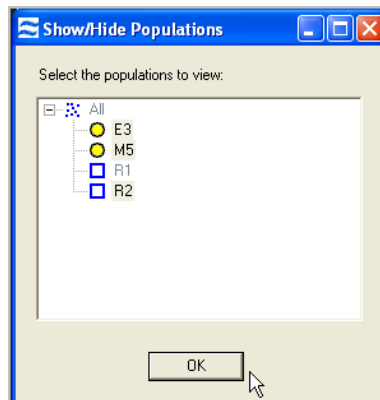 Show/Hide Populations
Select the populations to view:
All
E3
M5
R1
R2
OK